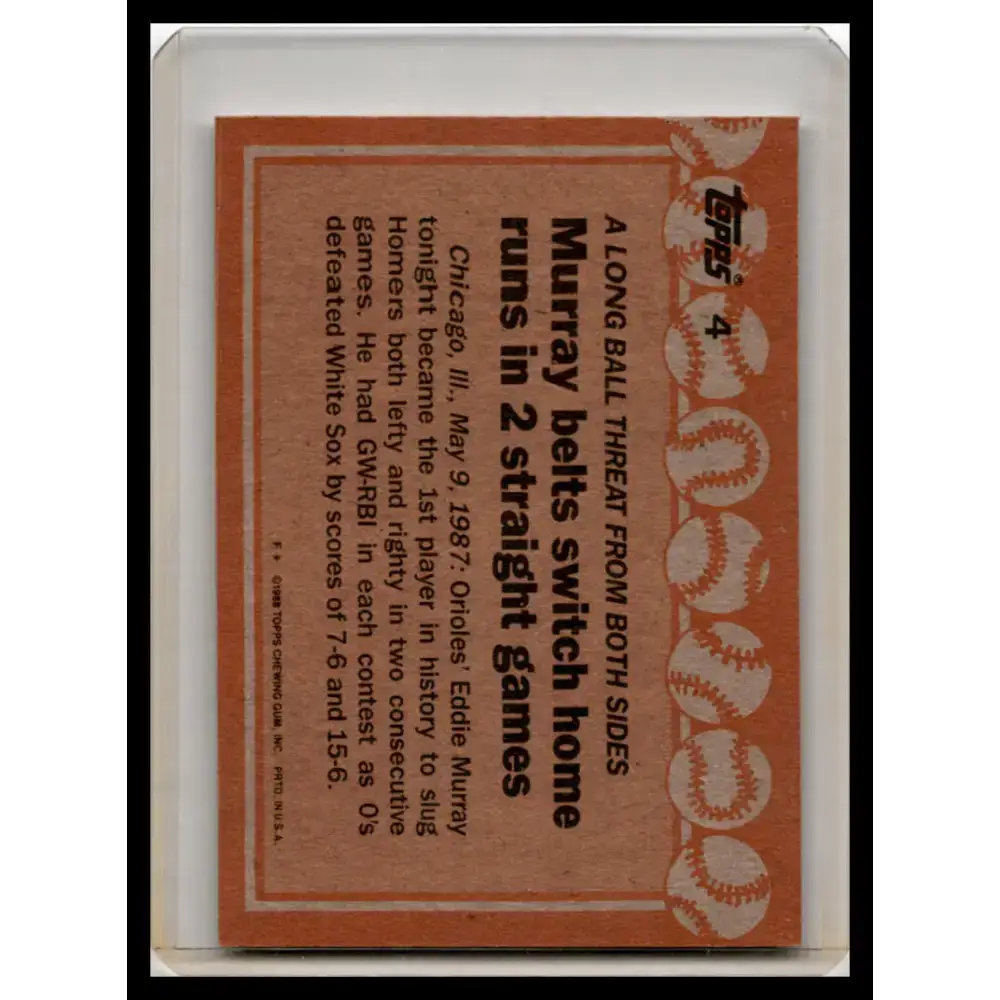 topps® 4
A LONG BALL THREAT FROM BOTH SIDES
Murray belts switch home
runs in 2 straight games
Chicago, Ill., May 9, 1987: Orioles' Eddie Murray
tonight became the 1st player in history to slug
Homers both lefty and righty in two consecutive
games. He had GW-RBI in each contest as O's
defeated White Sox by scores of 7-6 and 15-6.
F* ©1988 TOPPS CHEWING GUM, INC. PRTD. IN U.S.A.